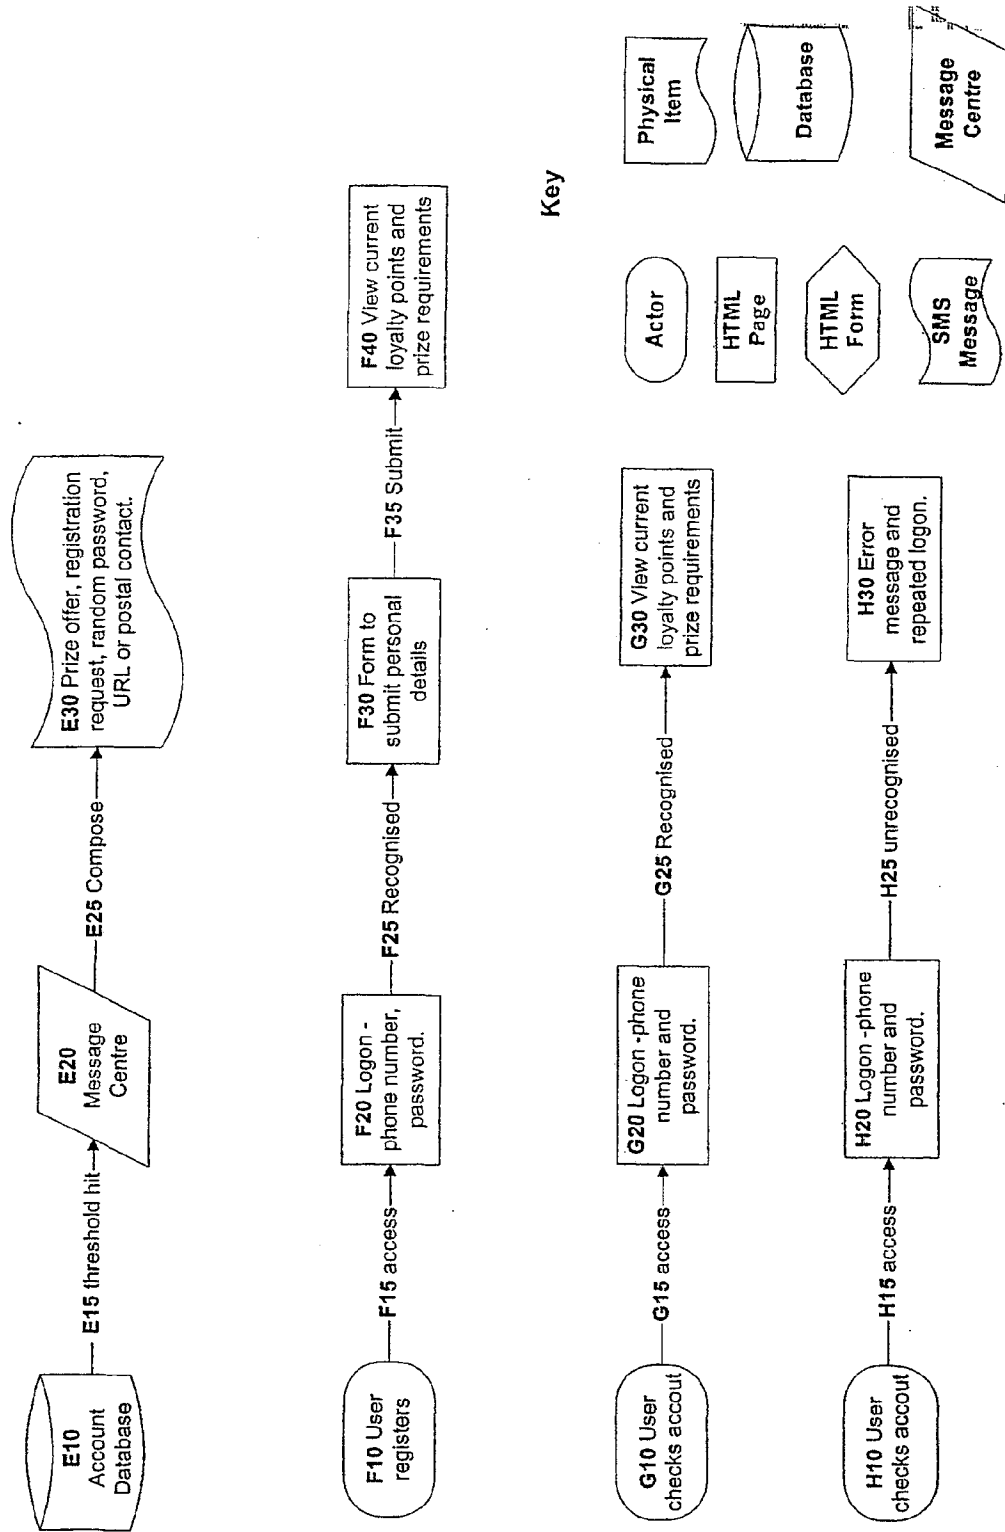 E10
Account
Database
E15 threshold hit
E20
Message
Centre
E25 Compose
E30 Prize offer, registration
request, random password,
URL or postal contact.
F10 User
registers
F15 access
F20 Logon -
phone number,
password.
F25 Recognised
F30 Form to
submit personal
details
F35 Submit
F40 View current
loyalty points and
prize requirements
G10 User
checks accout
G15 access
G20 Logon -phone
number and
password.
G25 Recognised
G30 View current
loyalty points and
prize requirements
H10 User
checks accout
H15 access
H20 Logon -phone
number and
password.
H25 unrecognised
H30 Error
message and
repeated logon.
Key
Actor
Physical
Item
HTML
Page
Database
HTML
Form
SMS
Message
Message
Centre